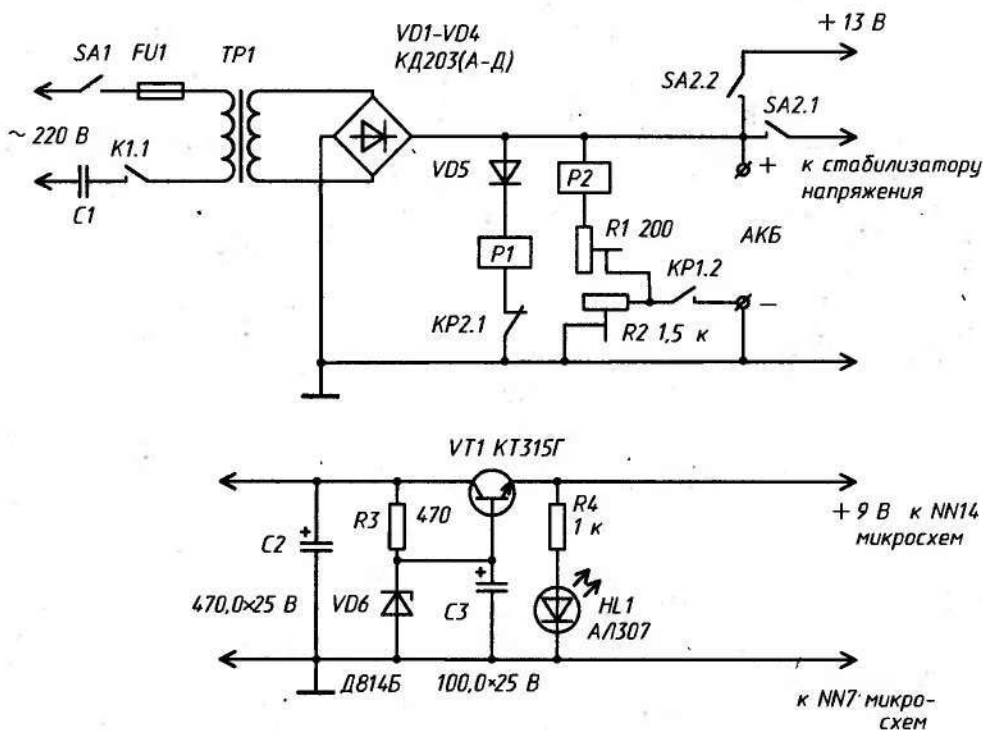 VD1-VD4
КД203(А-Д)
+ 13 В
SA1
FU1
TP1
SA2.2
SA2.1
~ 220 В
K1.1
C1
VD5
P2
+
к стабилизатору
напряжения
R1 200
АКБ
P1
KP1.2
−
KP2.1
R2 1,5 к
VT1 КТ315Г
R3
470
R4
1 к
+ 9 В к NN14
микросхем
+
C2
+
470,0×25 В
VD6
C3
HL1
АЛ307
Д814Б
100,0×25 В
к NN7 микро-
схем